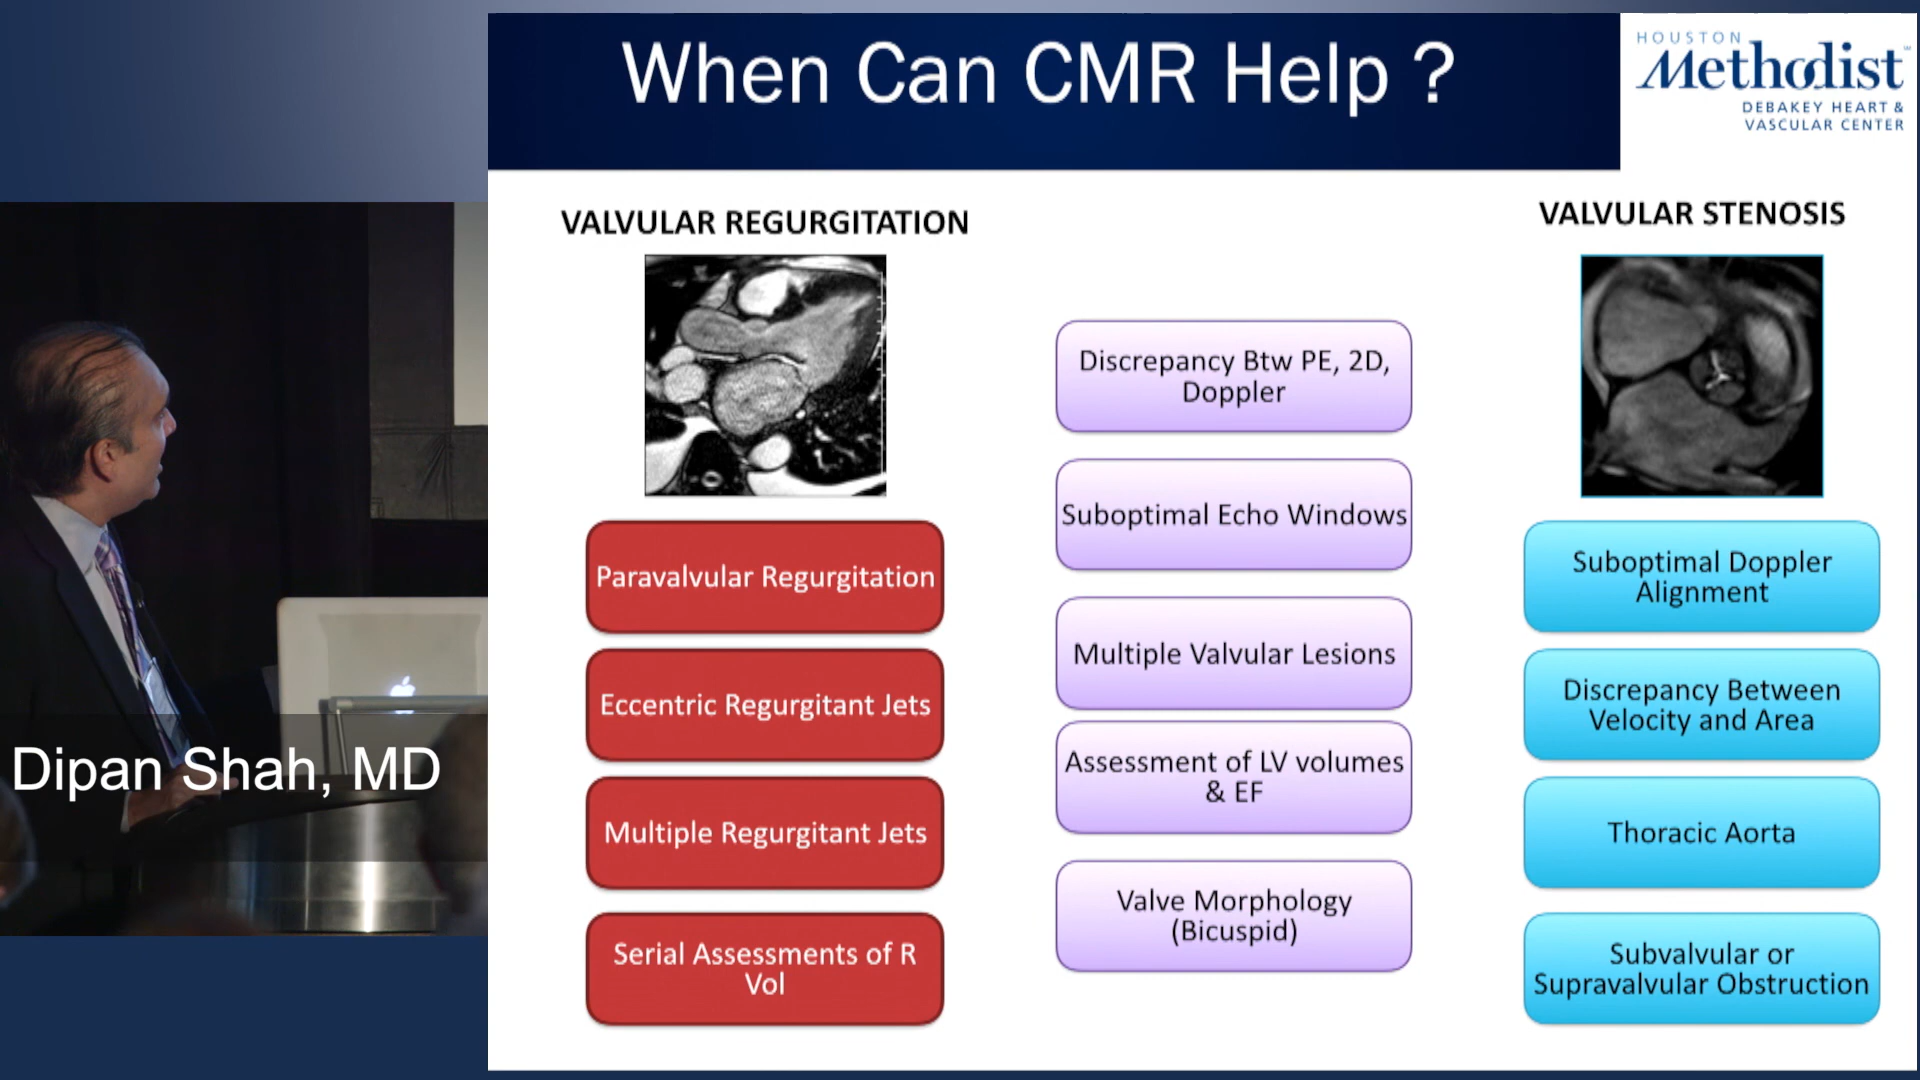 When Can CMR Help ?
HOUSTON
Methodist
DEBAKEY HEART &
VASCULAR CENTER
VALVULAR REGURGITATION
Paravalvular Regurgitation
Eccentric Regurgitant Jets
Multiple Regurgitant Jets
Serial Assessments of R
Vol
Discrepancy Btw PE, 2D,
Doppler
Suboptimal Echo Windows
Multiple Valvular Lesions
Assessment of LV volumes
& EF
Valve Morphology
(Bicuspid)
VALVULAR STENOSIS
Suboptimal Doppler
Alignment
Discrepancy Between
Velocity and Area
Thoracic Aorta
Subvalvular or
Supravalvular Obstruction
Dipan Shah, MD